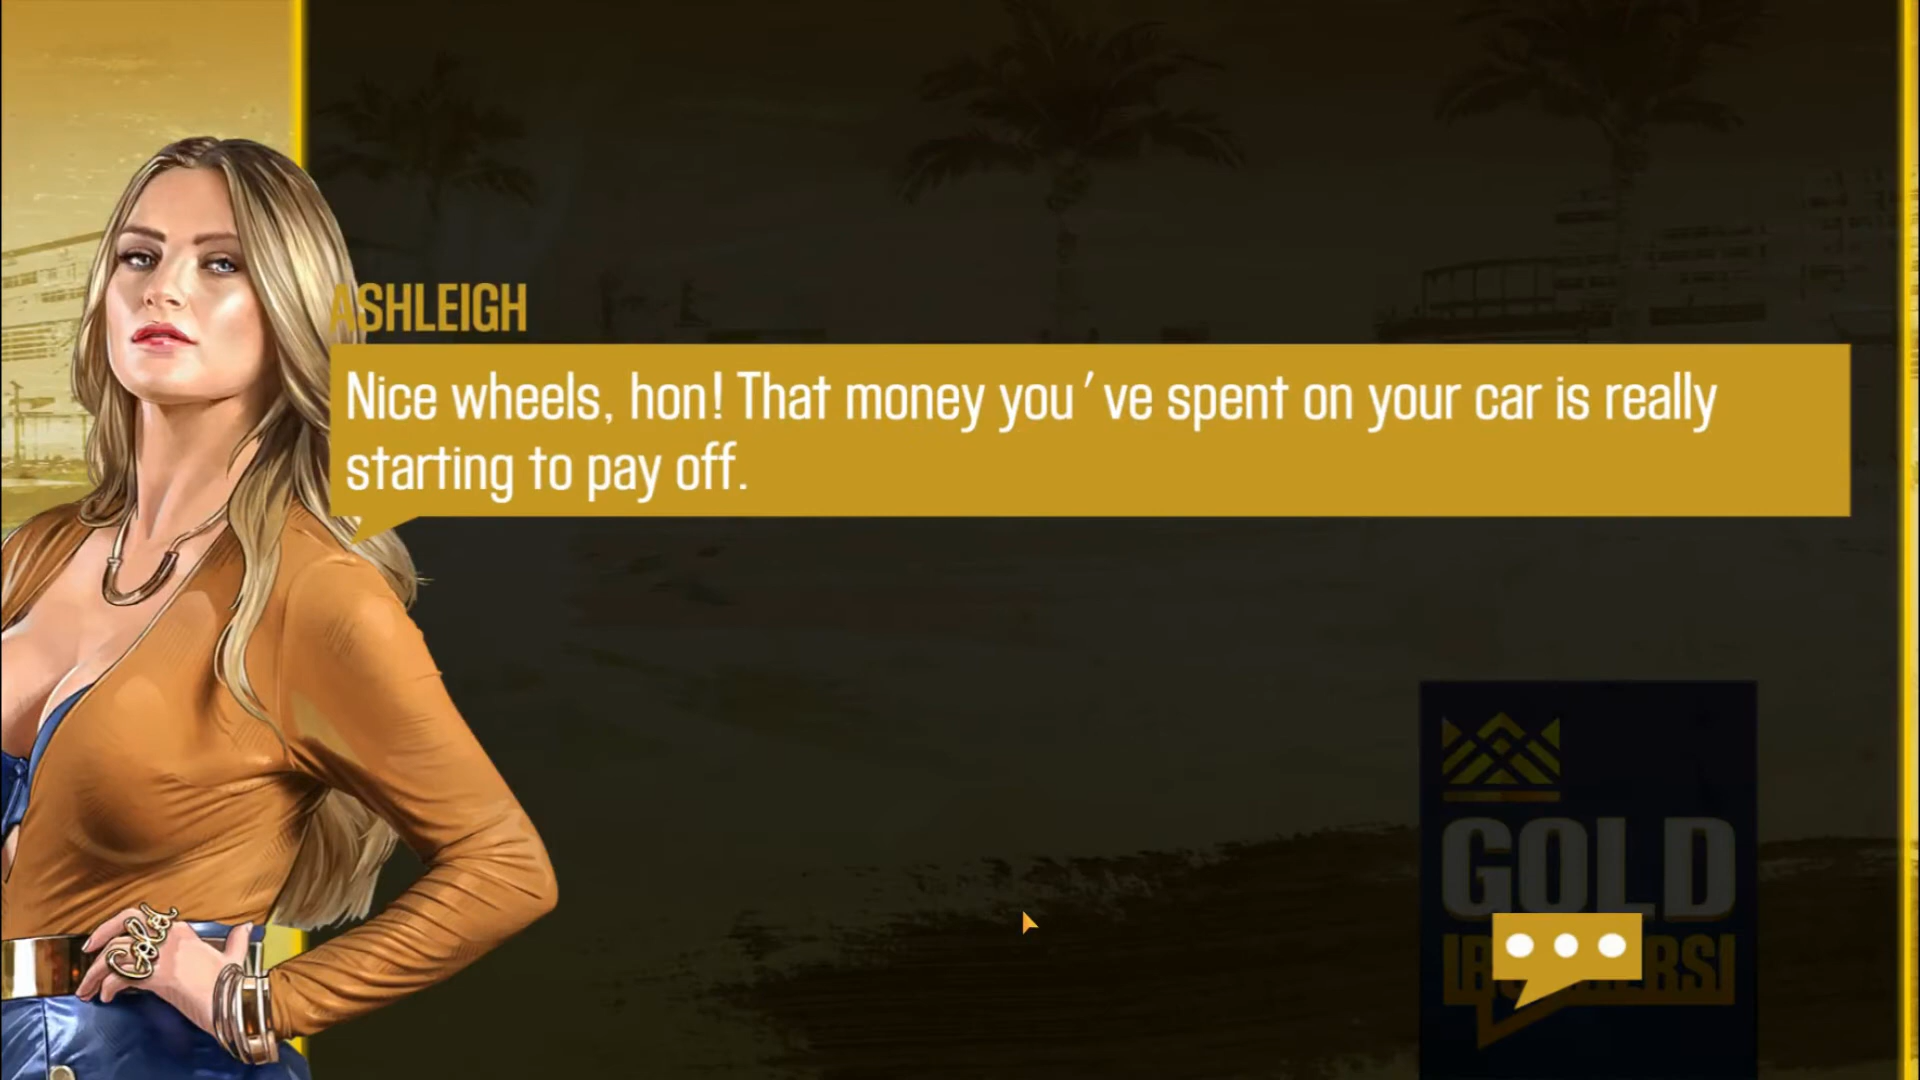 ASHLEIGH
Nice wheels, hon! That money you've spent on your car is really
starting to pay off.
GOLD